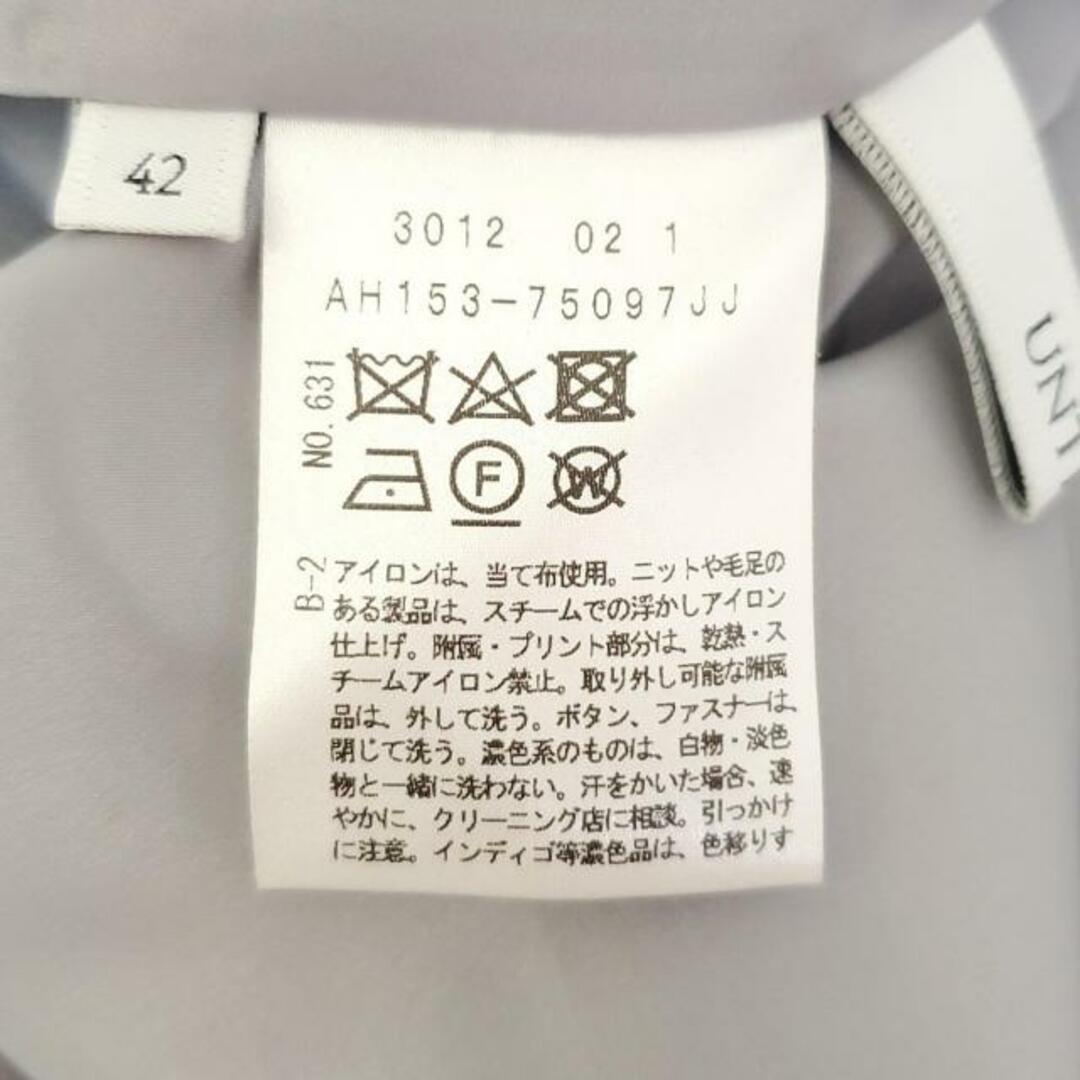 42
3012 02 1
AH153-75097JJ
NO. 631
F
W
B-2
アイロンは、当て布使用。ニットや毛足の
ある製品は、スチームでの浮かしアイロン
仕上げ。附属・プリント部分は、乾熱・ス
チームアイロン禁止。取り外し可能な附属
品は、外して洗う。ボタン、ファスナーは、
閉じて洗う。濃色系のものは、白物・淡色
物と一緒に洗わない。汗をかいた場合、速
やかに、クリーニング店に相談。引っかけ
に注意。インディゴ等濃色品は、色移りす
UNT